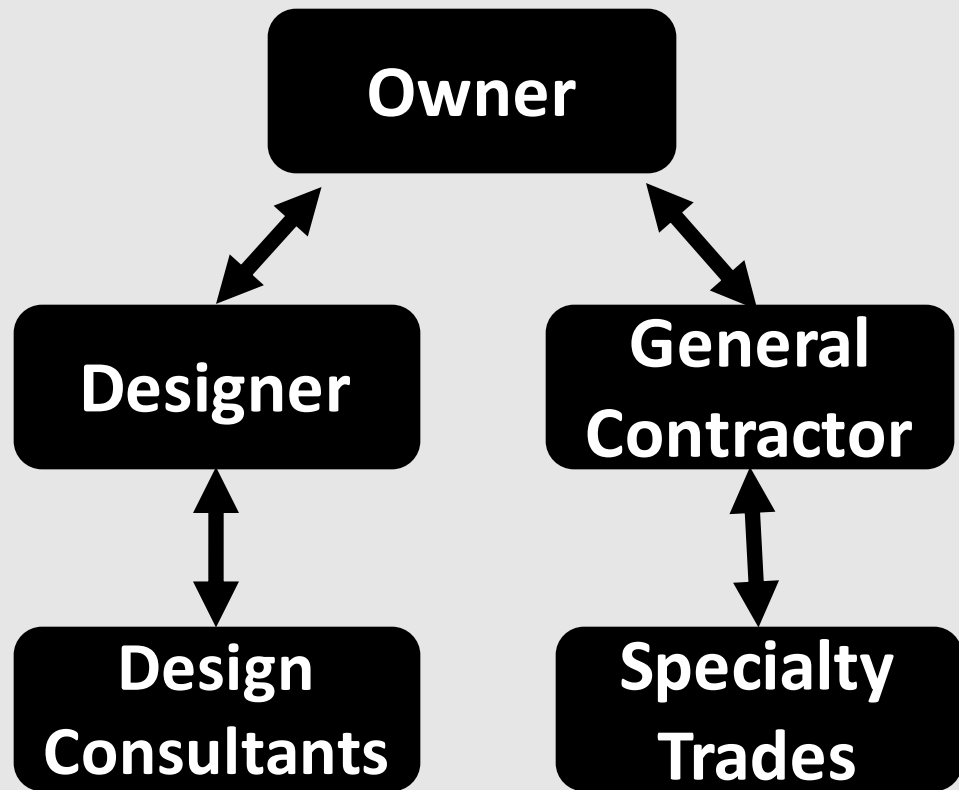 Owner
Designer
General
Contractor
Design
Consultants
Specialty
Trades